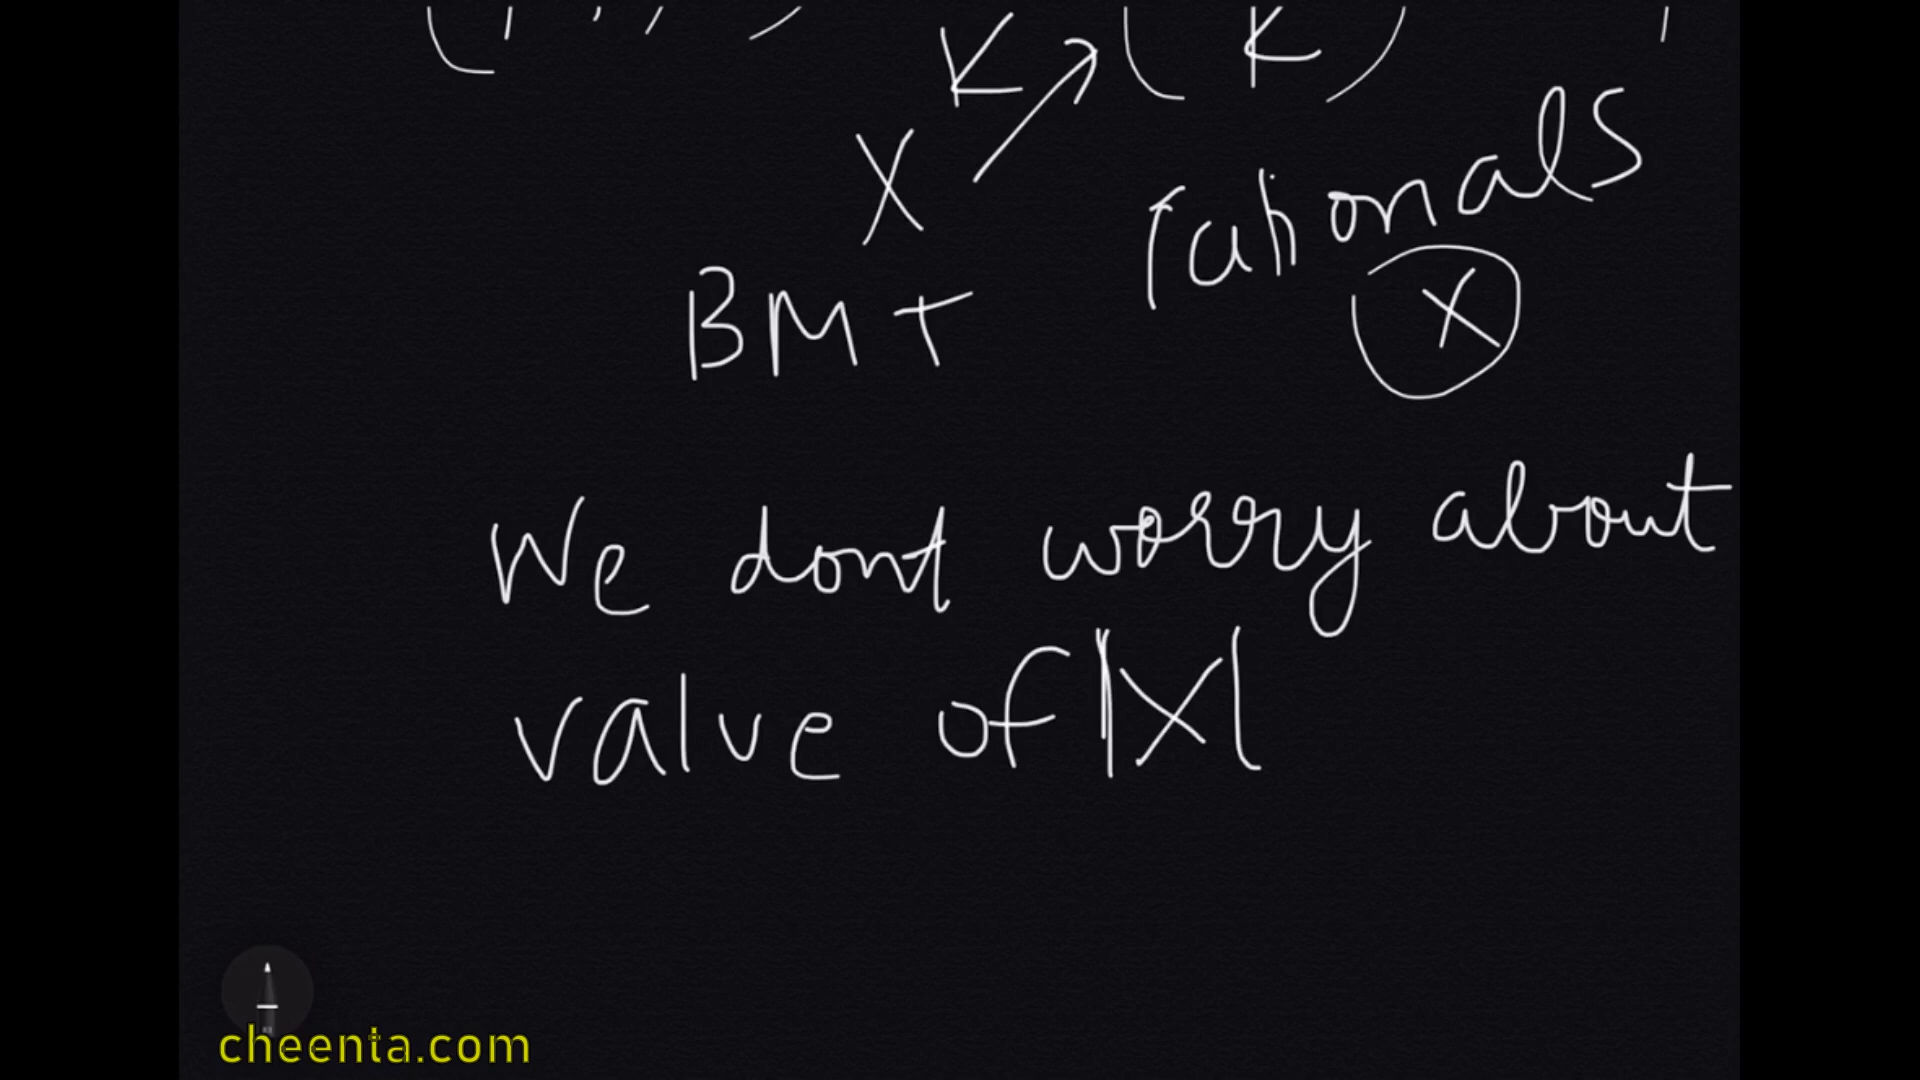 K ( K )
X
rationals
BMT
X
We dont worry about
value of |X|
cheenta.com